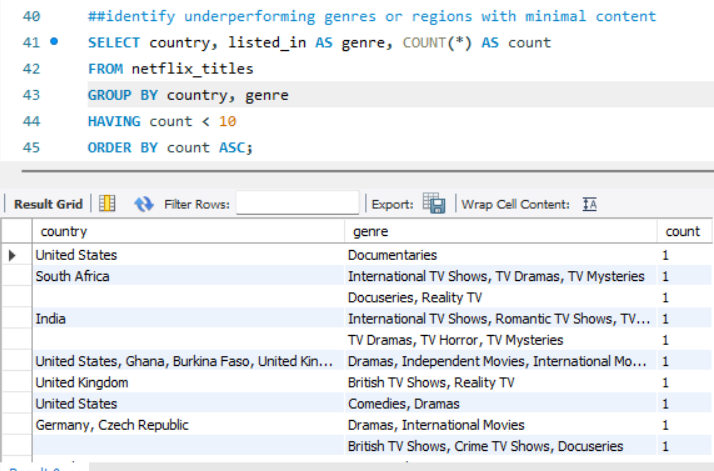 40 ##identify underperforming genres or regions with minimal content
41 SELECT country, listed_in AS genre, COUNT(*) AS count
42 FROM netflix_titles
43 GROUP BY country, genre
44 HAVING count < 10
45 ORDER BY count ASC;
Result Grid Filter Rows: Export: Wrap Cell Content: IA
country genre count
United States Documentaries 1
South Africa International TV Shows, TV Dramas, TV Mysteries 1
Docuseries, Reality TV 1
India International TV Shows, Romantic TV Shows, TV... 1
TV Dramas, TV Horror, TV Mysteries 1
United States, Ghana, Burkina Faso, United Kin... Dramas, Independent Movies, International Mo... 1
United Kingdom British TV Shows, Reality TV 1
United States Comedies, Dramas 1
Germany, Czech Republic Dramas, International Movies 1
British TV Shows, Crime TV Shows, Docuseries 1